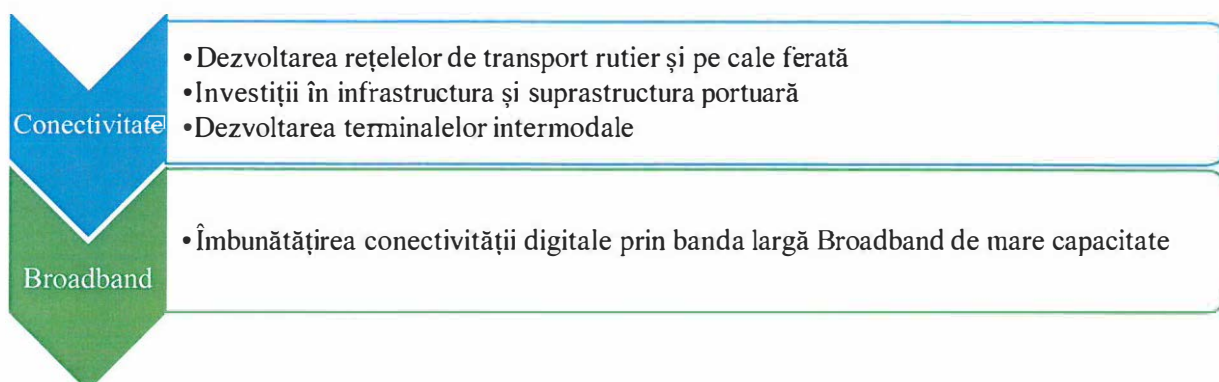 Conectivitate
•Dezvoltarea rețelelor de transport rutier și pe cale ferată
•Investiții în infrastructura și suprastructura portuară
•Dezvoltarea terminalelor intermodale
Broadband
•Îmbunătățirea conectivității digitale prin banda largă Broadband de mare capacitate